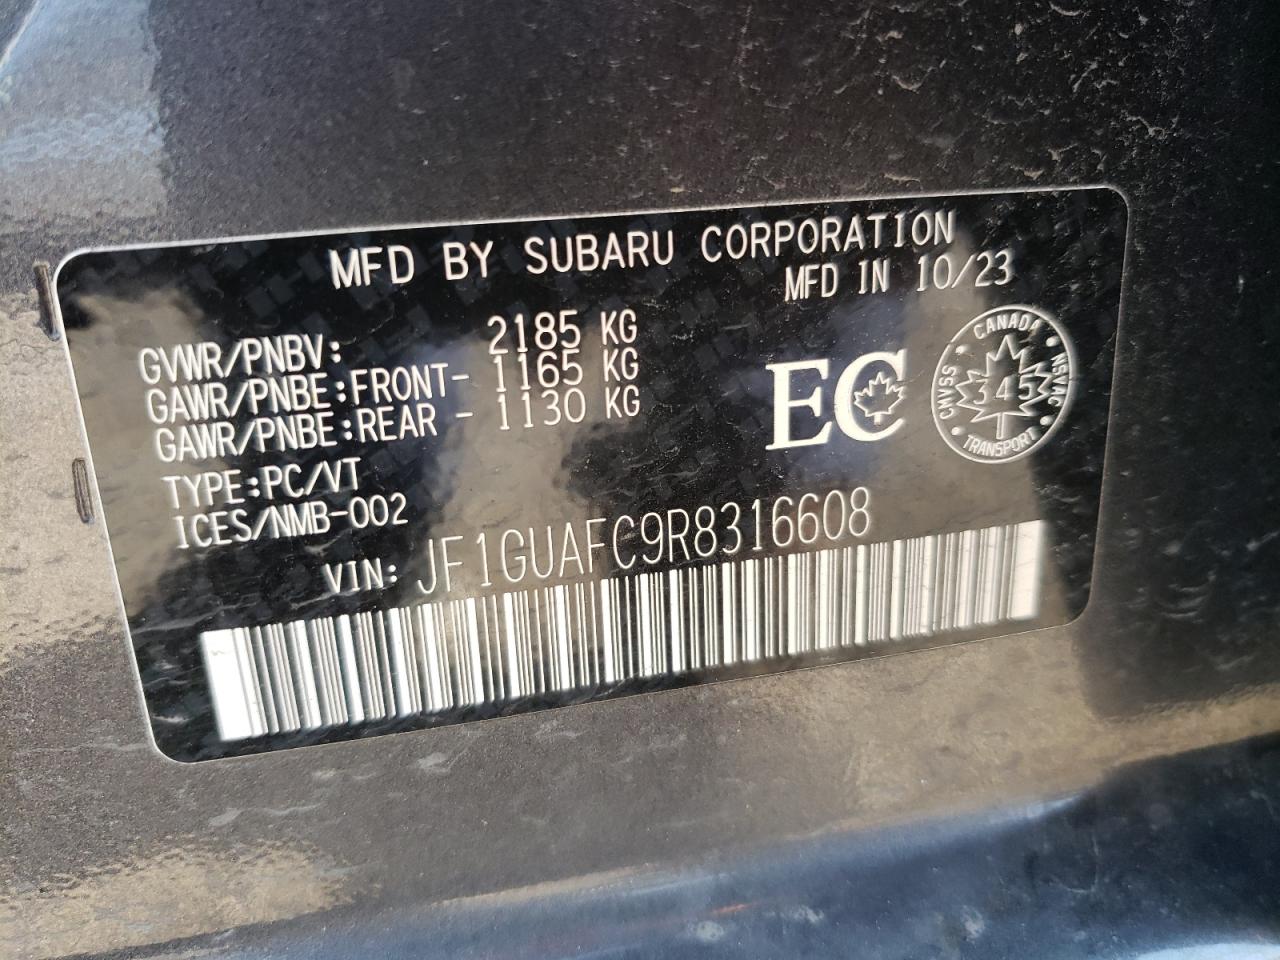 MFD BY SUBARU CORPORATION
MFD IN 10/23
GVWR/PNBV: 2185 KG
GAWR/PNBE:FRONT- 1165 KG
GAWR/PNBE:REAR - 1130 KG
EC
CANADA
CMVSS 345 NSVAC
TRANSPORT
TYPE:PC/VT
ICES/NMB-002
VIN: JF1GUAFC9R8316608